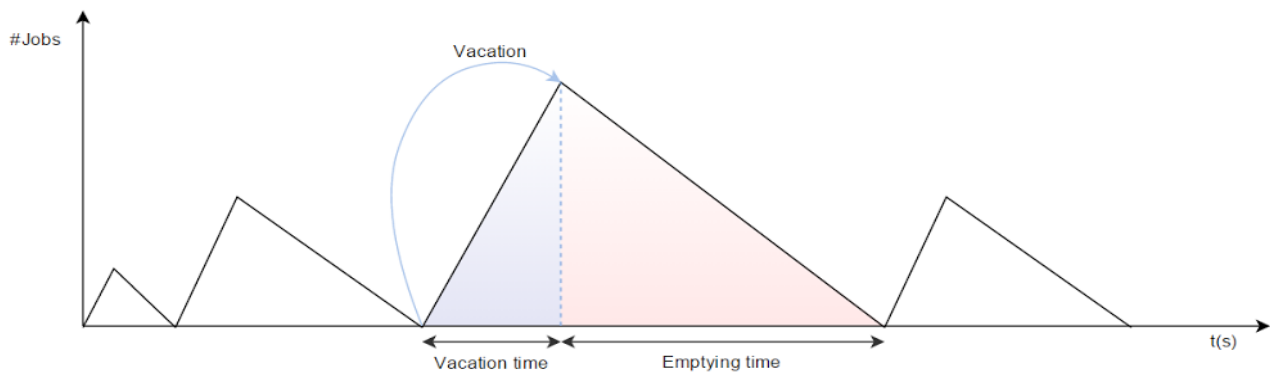 #Jobs
Vacation
t(s)
Vacation time
Emptying time